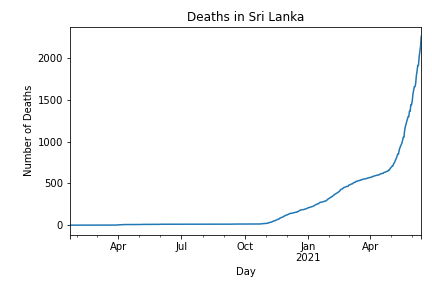 Deaths in Sri Lanka
Number of Deaths
2000
1500
1000
500
0
Apr
Jul
Oct
Jan
2021
Apr
Day